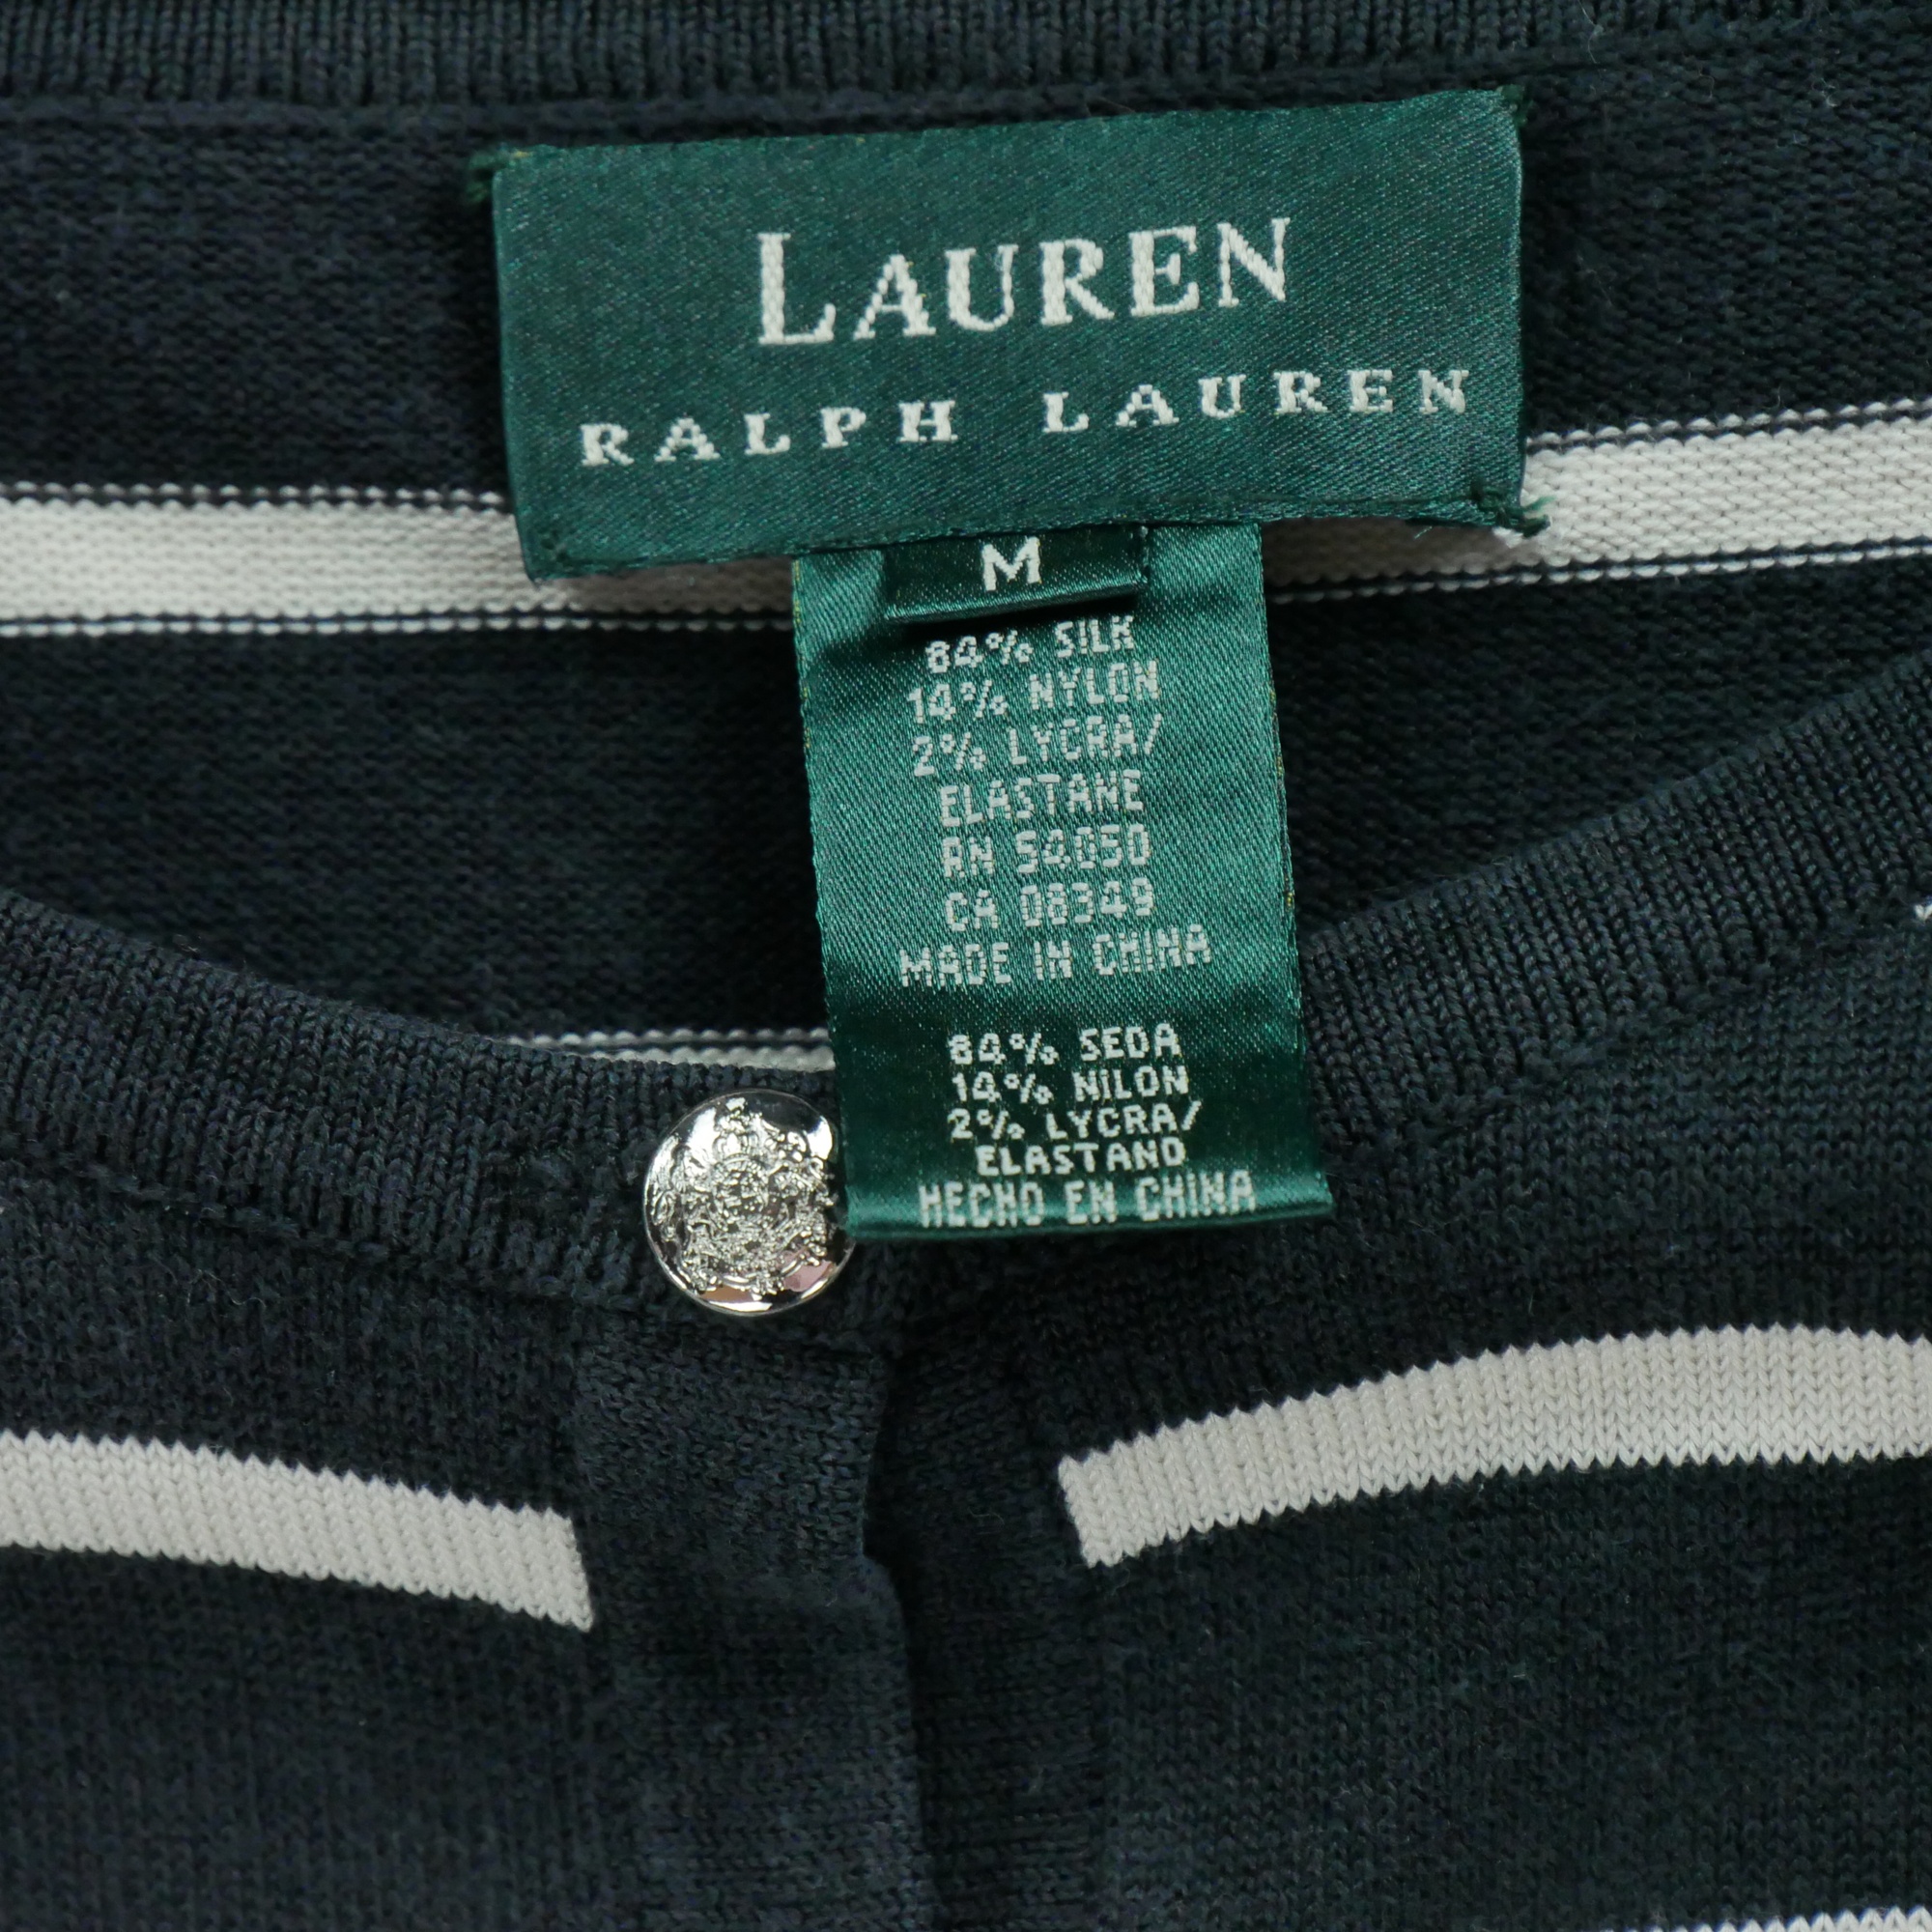 LAUREN
RALPH LAUREN
M
84% SILK
14% NYLON
2% LYCRA/
ELASTANE
RN 54050
CA 08349
MADE IN CHINA
84% SEDA
14% NILON
2% LYCRA/
ELASTANO
HECHO EN CHINA